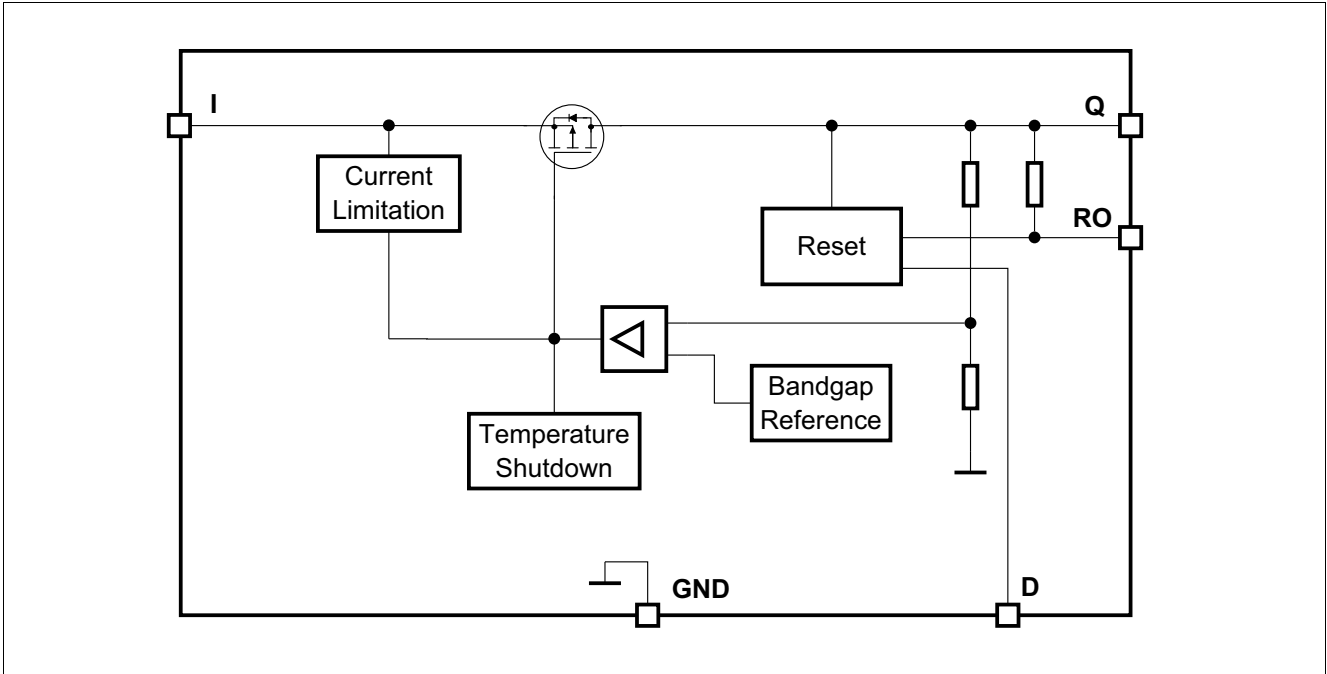 I
Q
Current
Limitation
Reset
RO
Bandgap
Reference
Temperature
Shutdown
GND
D